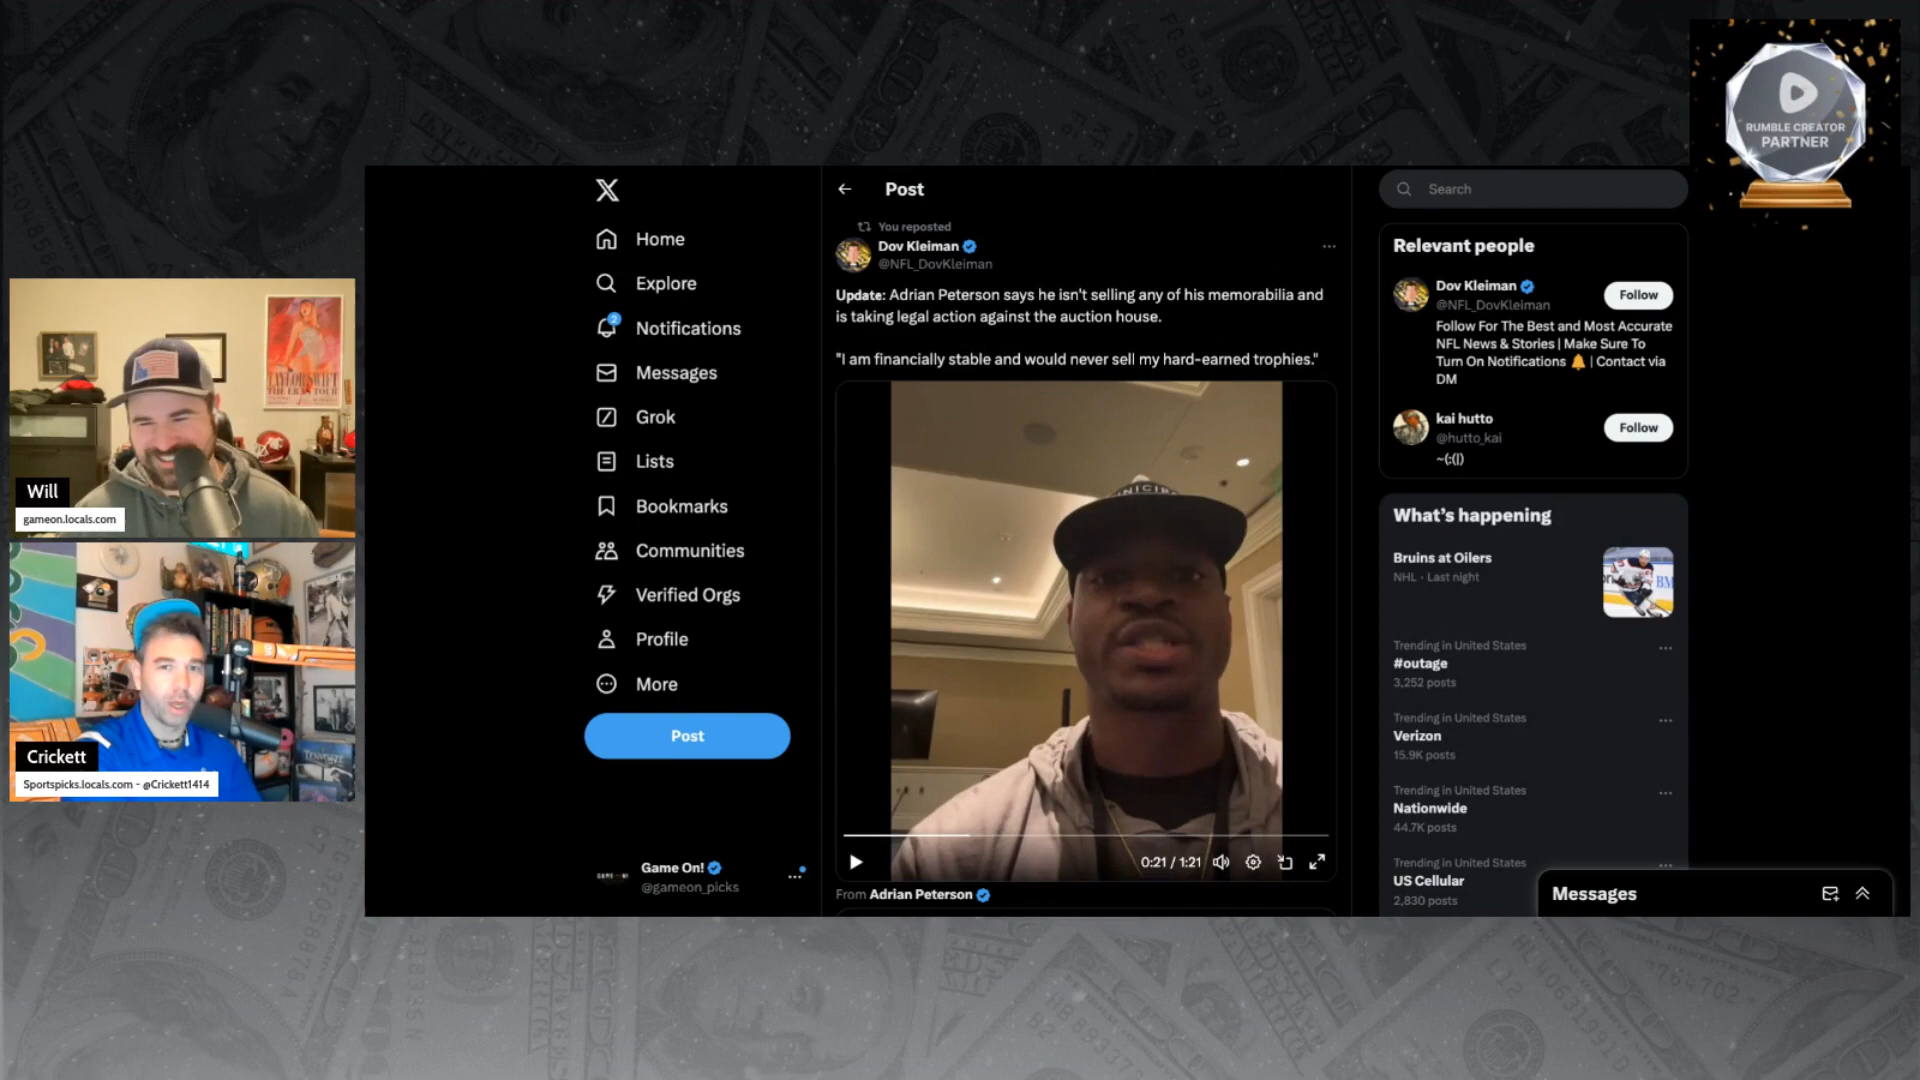 RUMBLE CREATOR
PARTNER
TAYLOR SWIFT
THE ERAS TOUR
Will
gameon.locals.com
Crickett
Sportspicks.locals.com - @Crickett1414
Home
Explore
2
Notifications
Messages
Grok
Lists
Bookmarks
Communities
Verified Orgs
Profile
More
Post
Game On!
@gameon_picks
Post
You reposted
Dov Kleiman
@NFL_DovKleiman
Update: Adrian Peterson says he isn't selling any of his memorabilia and
is taking legal action against the auction house.
"I am financially stable and would never sell my hard-earned trophies."
0:21 / 1:21
From Adrian Peterson
Search
Relevant people
Dov Kleiman
@NFL_DovKleiman
Follow
Follow For The Best and Most Accurate
NFL News & Stories | Make Sure To
Turn On Notifications 🔔 | Contact via
DM
kai hutto
@hutto_kai
Follow
~(:(|)
What's happening
Bruins at Oilers
NHL · Last night
Trending in United States
#outage
3,252 posts
Trending in United States
Verizon
15.9K posts
Trending in United States
Nationwide
44.7K posts
Trending in United States
US Cellular
2,830 posts
Messages